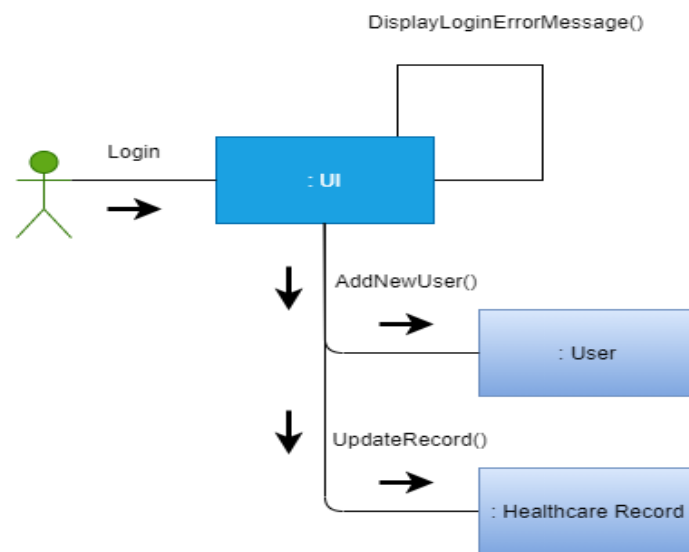 DisplayLoginErrorMessage()
Login
: UI
AddNewUser()
: User
UpdateRecord()
: Healthcare Record